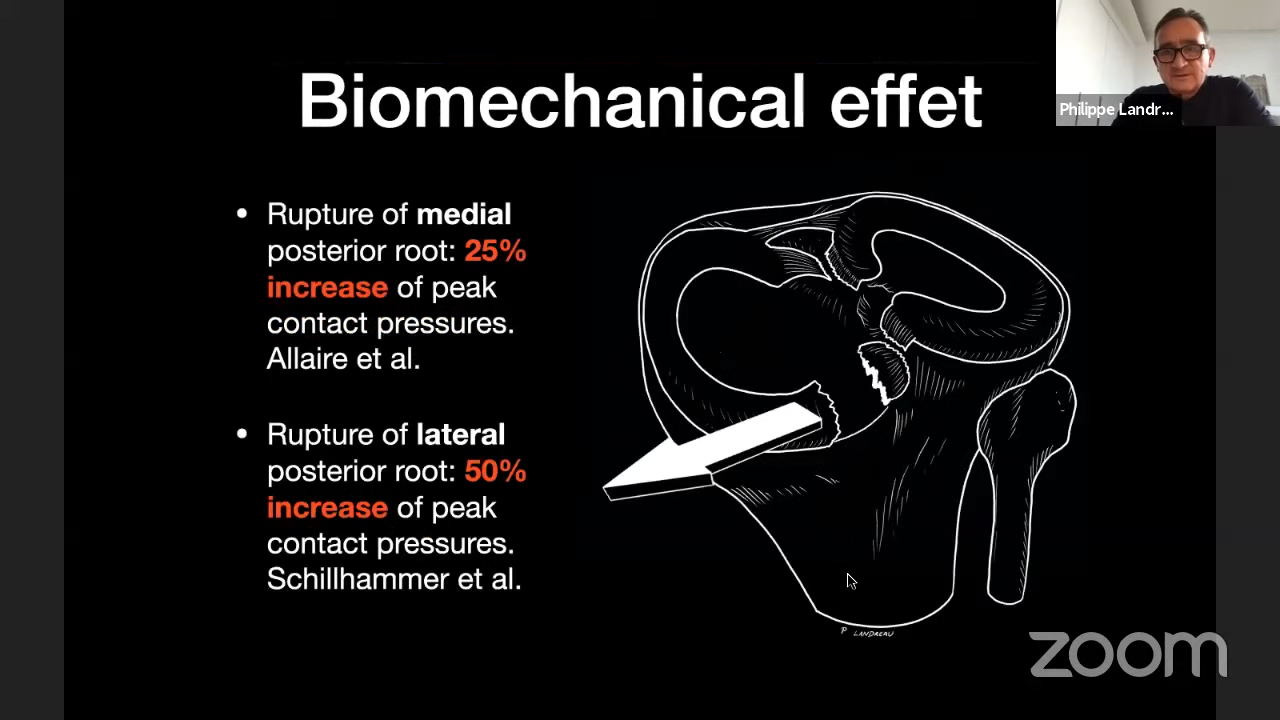 Biomechanical effet
Philippe Landr...
• Rupture of medial
posterior root: 25%
increase of peak
contact pressures.
Allaire et al.
• Rupture of lateral
posterior root: 50%
increase of peak
contact pressures.
Schillhammer et al.
P LANDREAU
zoom